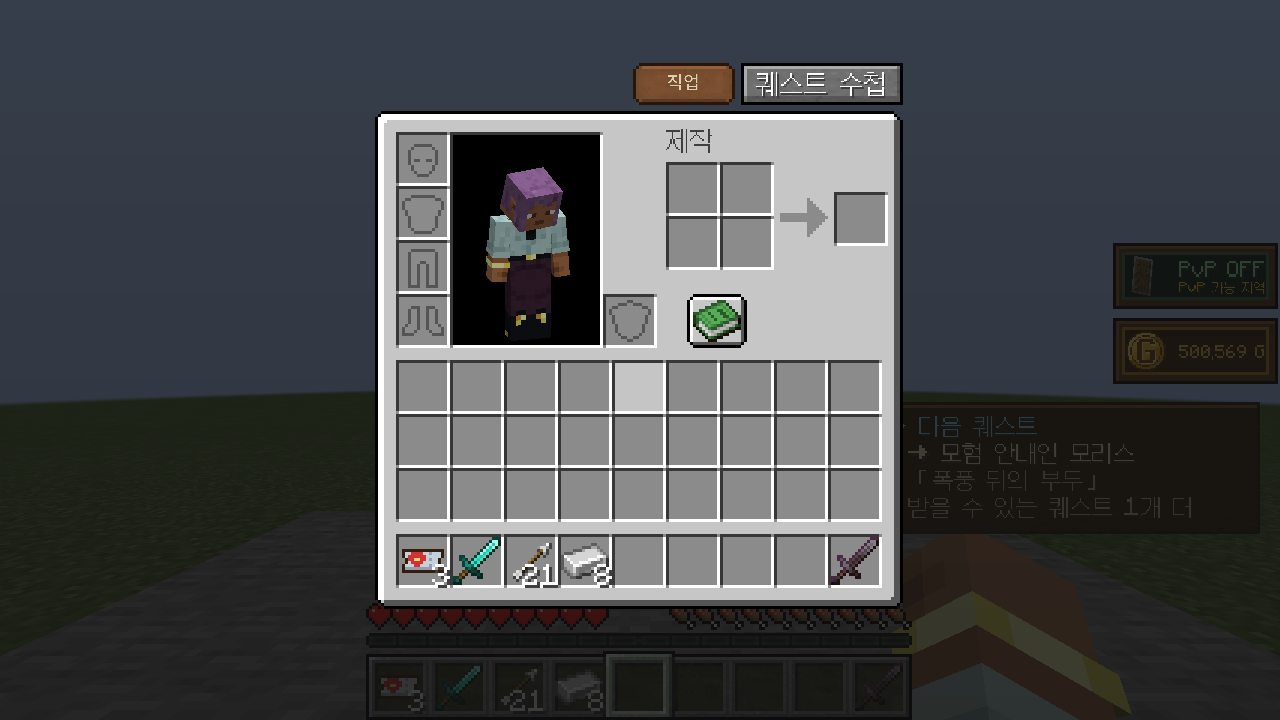 직업
퀘스트 수첩
제작
PvP OFF
PvP 가능 지역
500,569 G
다음 퀘스트
→ 모험 안내인 모리스
「폭풍 뒤의 부두」
받을 수 있는 퀘스트 1개 더
3
21
8
3
21
8